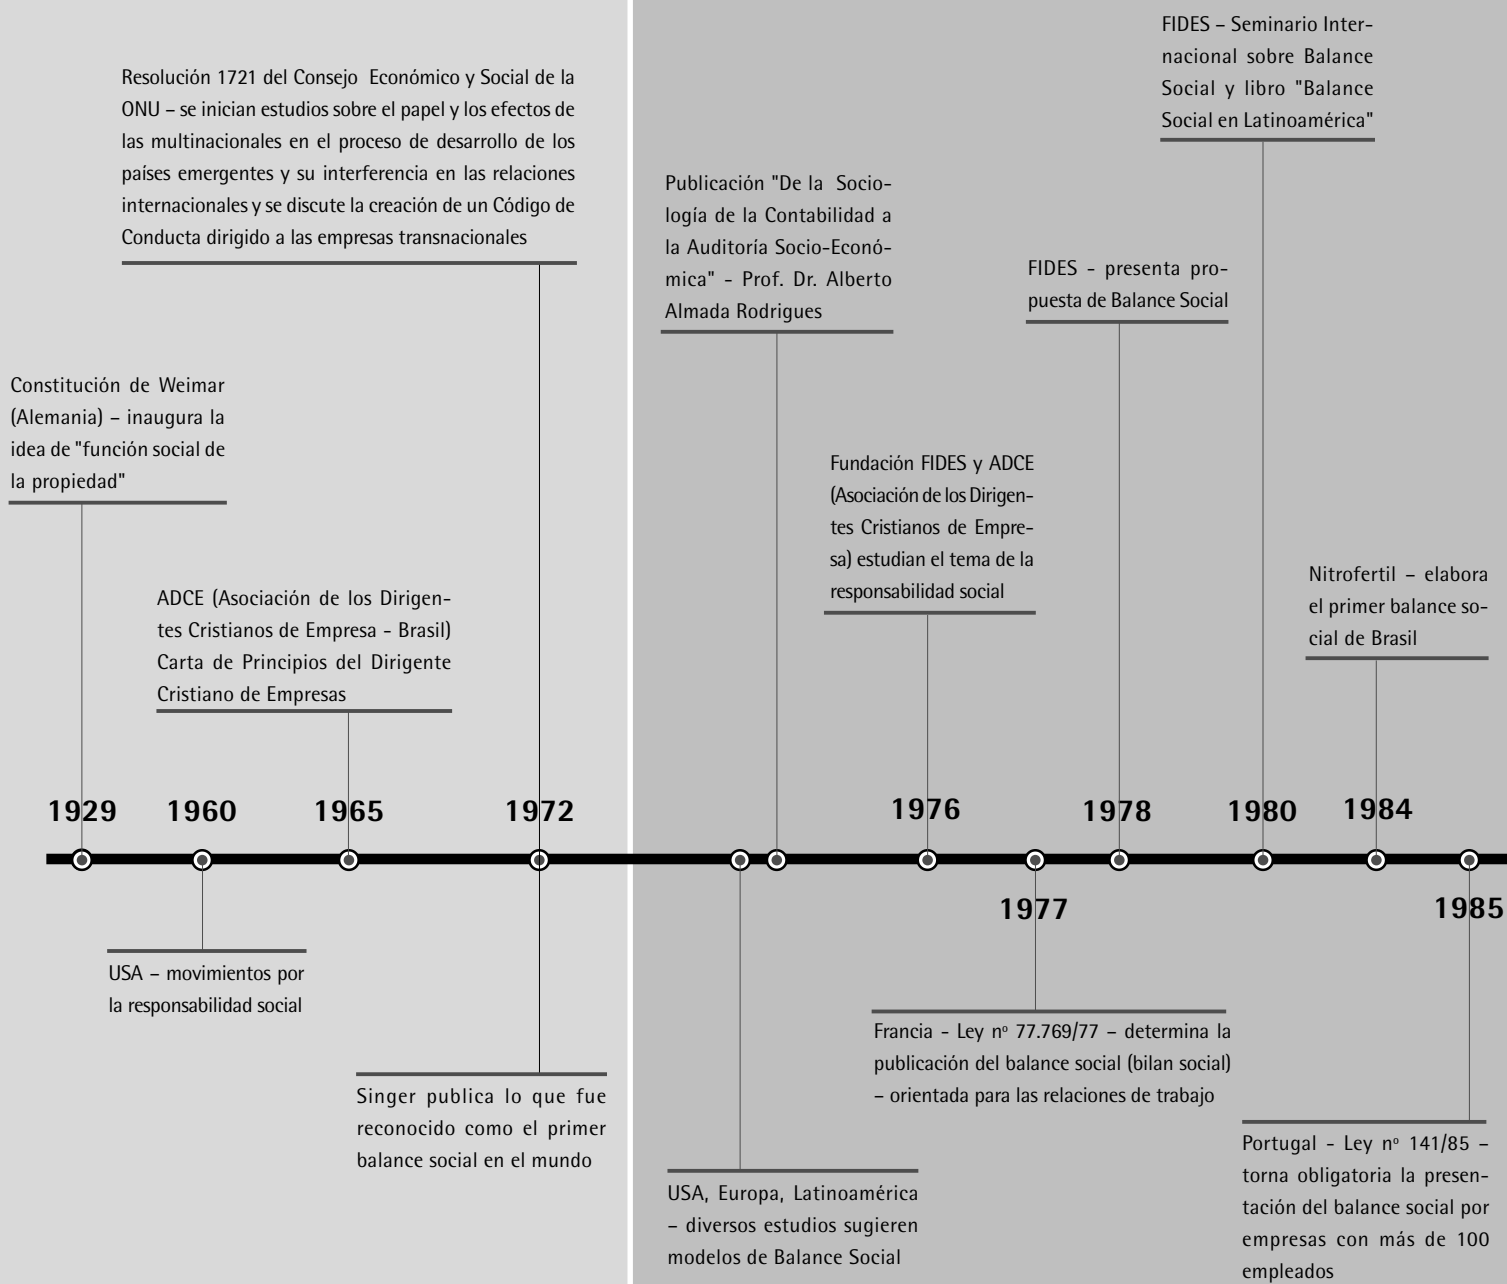 FIDES – Seminario Inter-
nacional sobre Balance
Social y libro "Balance
Social en Latinoamérica"
Resolución 1721 del Consejo Económico y Social de la
ONU – se inician estudios sobre el papel y los efectos de
las multinacionales en el proceso de desarrollo de los
países emergentes y su interferencia en las relaciones
internacionales y se discute la creación de un Código de
Conducta dirigido a las empresas transnacionales
Publicación "De la Socio-
logía de la Contabilidad a
la Auditoría Socio-Econó-
mica" - Prof. Dr. Alberto
Almada Rodrigues
FIDES - presenta pro-
puesta de Balance Social
Constitución de Weimar
(Alemania) – inaugura la
idea de "función social de
la propiedad"
Fundación FIDES y ADCE
(Asociación de los Dirigen-
tes Cristianos de Empre-
sa) estudian el tema de la
responsabilidad social
Nitrofertil – elabora
el primer balance so-
cial de Brasil
ADCE (Asociación de los Dirigen-
tes Cristianos de Empresa - Brasil)
Carta de Principios del Dirigente
Cristiano de Empresas
1929 1960 1965 1972 1976 1978 1980 1984
1977 1985
USA – movimientos por
la responsabilidad social
Francia - Ley nº 77.769/77 – determina la
publicación del balance social (bilan social)
– orientada para las relaciones de trabajo
Singer publica lo que fue
reconocido como el primer
balance social en el mundo
Portugal - Ley nº 141/85 –
torna obligatoria la presen-
tación del balance social por
empresas con más de 100
empleados
USA, Europa, Latinoamérica
– diversos estudios sugieren
modelos de Balance Social